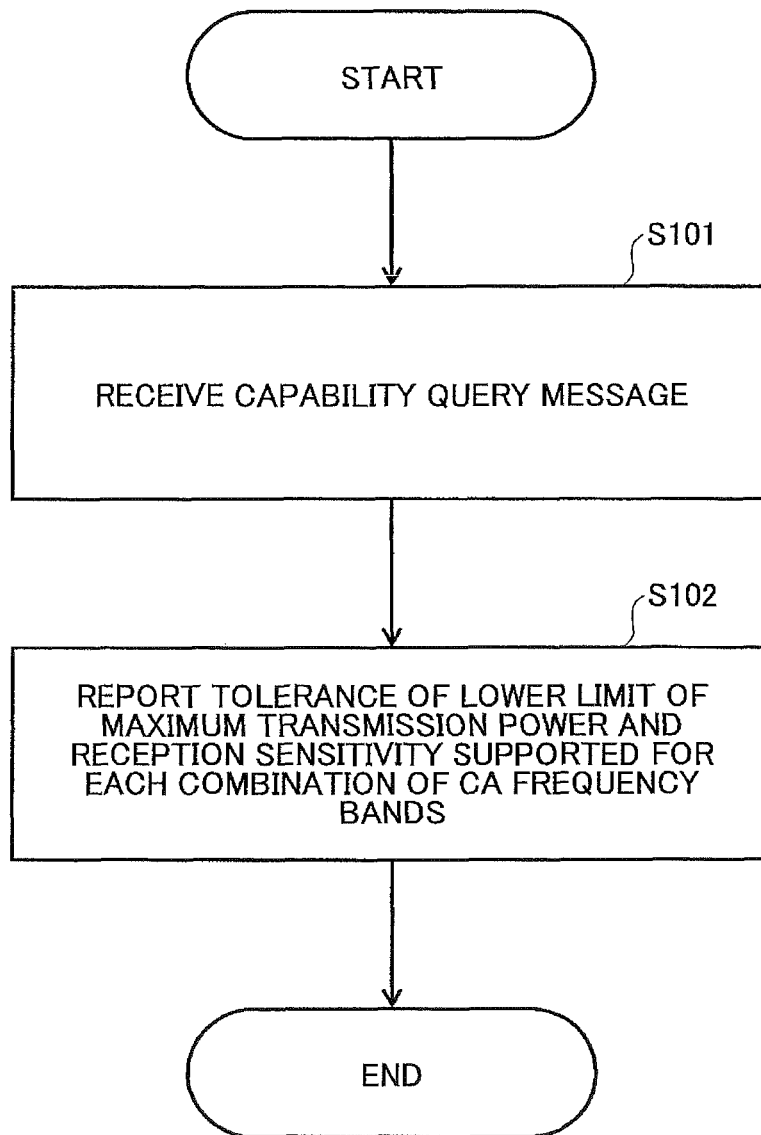 START
S101
RECEIVE CAPABILITY QUERY MESSAGE
S102
REPORT TOLERANCE OF LOWER LIMIT OF
MAXIMUM TRANSMISSION POWER AND
RECEPTION SENSITIVITY SUPPORTED FOR
EACH COMBINATION OF CA FREQUENCY
BANDS
END